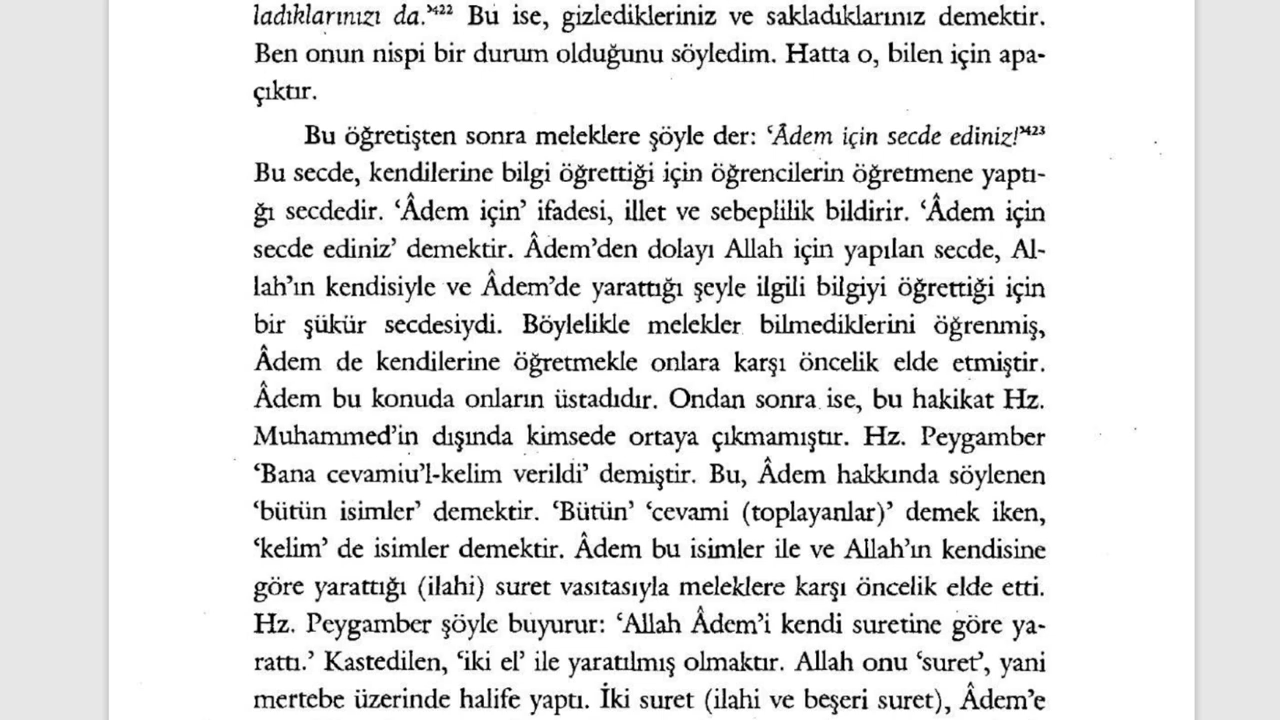 ladıklarınızı da.’⁴²² Bu ise, gizledikleriniz ve sakladıklarınız demektir.
Ben onun nispi bir durum olduğunu söyledim. Hatta o, bilen için apa-
çıktır.
Bu öğretişten sonra meleklere şöyle der: ‘Âdem için secde ediniz!’⁴²³
Bu secde, kendilerine bilgi öğrettiği için öğrencilerin öğretmene yaptı-
ğı secdedir. ‘Âdem için’ ifadesi, illet ve sebeplilik bildirir. ‘Âdem için
secde ediniz’ demektir. Âdem’den dolayı Allah için yapılan secde, Al-
lah’ın kendisiyle ve Âdem’de yarattığı şeyle ilgili bilgiyi öğrettiği için
bir şükür secdesiydi. Böylelikle melekler bilmediklerini öğrenmiş,
Âdem de kendilerine öğretmekle onlara karşı öncelik elde etmiştir.
Âdem bu konuda onların üstadıdır. Ondan sonra ise, bu hakikat Hz.
Muhammed’in dışında kimsede ortaya çıkmamıştır. Hz. Peygamber
‘Bana cevamiu’l-kelim verildi’ demiştir. Bu, Âdem hakkında söylenen
‘bütün isimler’ demektir. ‘Bütün’ ‘cevami (toplayanlar)’ demek iken,
‘kelim’ de isimler demektir. Âdem bu isimler ile ve Allah’ın kendisine
göre yarattığı (ilahi) suret vasıtasıyla meleklere karşı öncelik elde etti.
Hz. Peygamber şöyle buyurur: ‘Allah Âdem’i kendi suretine göre ya-
rattı.’ Kastedilen, ‘iki el’ ile yaratılmış olmaktır. Allah onu ‘suret’, yani
mertebe üzerinde halife yaptı. İki suret (ilahi ve beşeri suret), Âdem’e